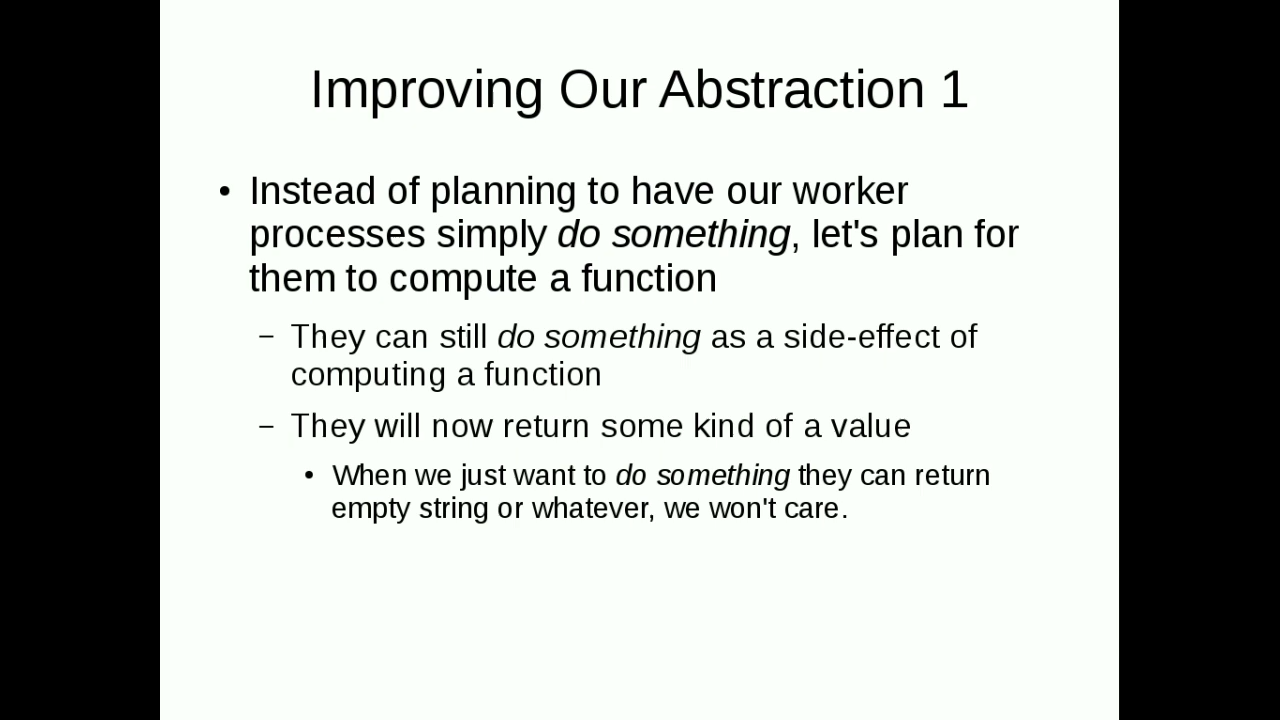 Improving Our Abstraction 1
• Instead of planning to have our worker
processes simply do something, let's plan for
them to compute a function
– They can still do something as a side-effect of
computing a function
– They will now return some kind of a value
• When we just want to do something they can return
empty string or whatever, we won't care.